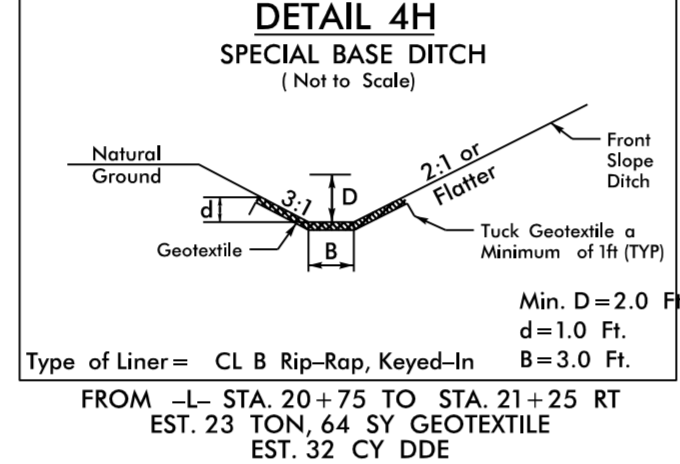 DETAIL 4H
SPECIAL BASE DITCH
( Not to Scale)
Natural
Ground
3:1
D
d
2:1 or
Flatter
Front
Slope
Ditch
Geotextile
B
Tuck Geotextile a
Minimum of 1ft (TYP)
Min. D=2.0 Ft
d=1.0 Ft.
Type of Liner= CL B Rip-Rap, Keyed-In
B=3.0 Ft.
FROM -L- STA. 20+75 TO STA. 21+25 RT
EST. 23 TON, 64 SY GEOTEXTILE
EST. 32 CY DDE